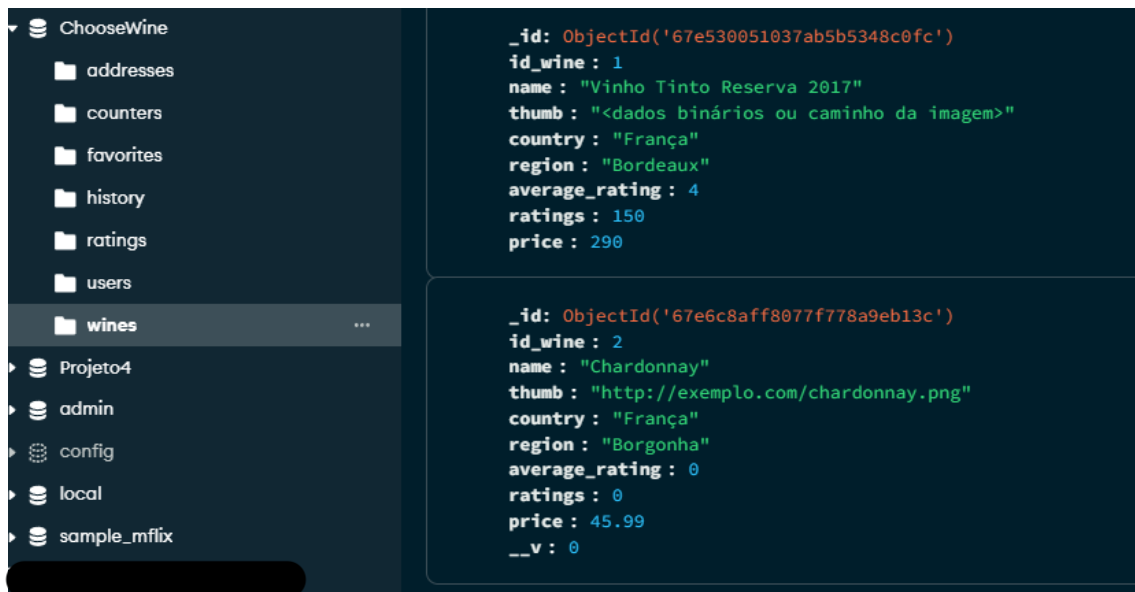 ChooseWine
addresses
counters
favorites
history
ratings
users
wines
Projeto4
admin
config
local
sample_mflix
_id: ObjectId('67e530051037ab5b5348c0fc')
id_wine : 1
name : "Vinho Tinto Reserva 2017"
thumb : "<dados binários ou caminho da imagem>"
country : "França"
region : "Bordeaux"
average_rating : 4
ratings : 150
price : 290
_id: ObjectId('67e6c8aff8077f778a9eb13c')
id_wine : 2
name : "Chardonnay"
thumb : "http://exemplo.com/chardonnay.png"
country : "França"
region : "Borgonha"
average_rating : 0
ratings : 0
price : 45.99
__v : 0